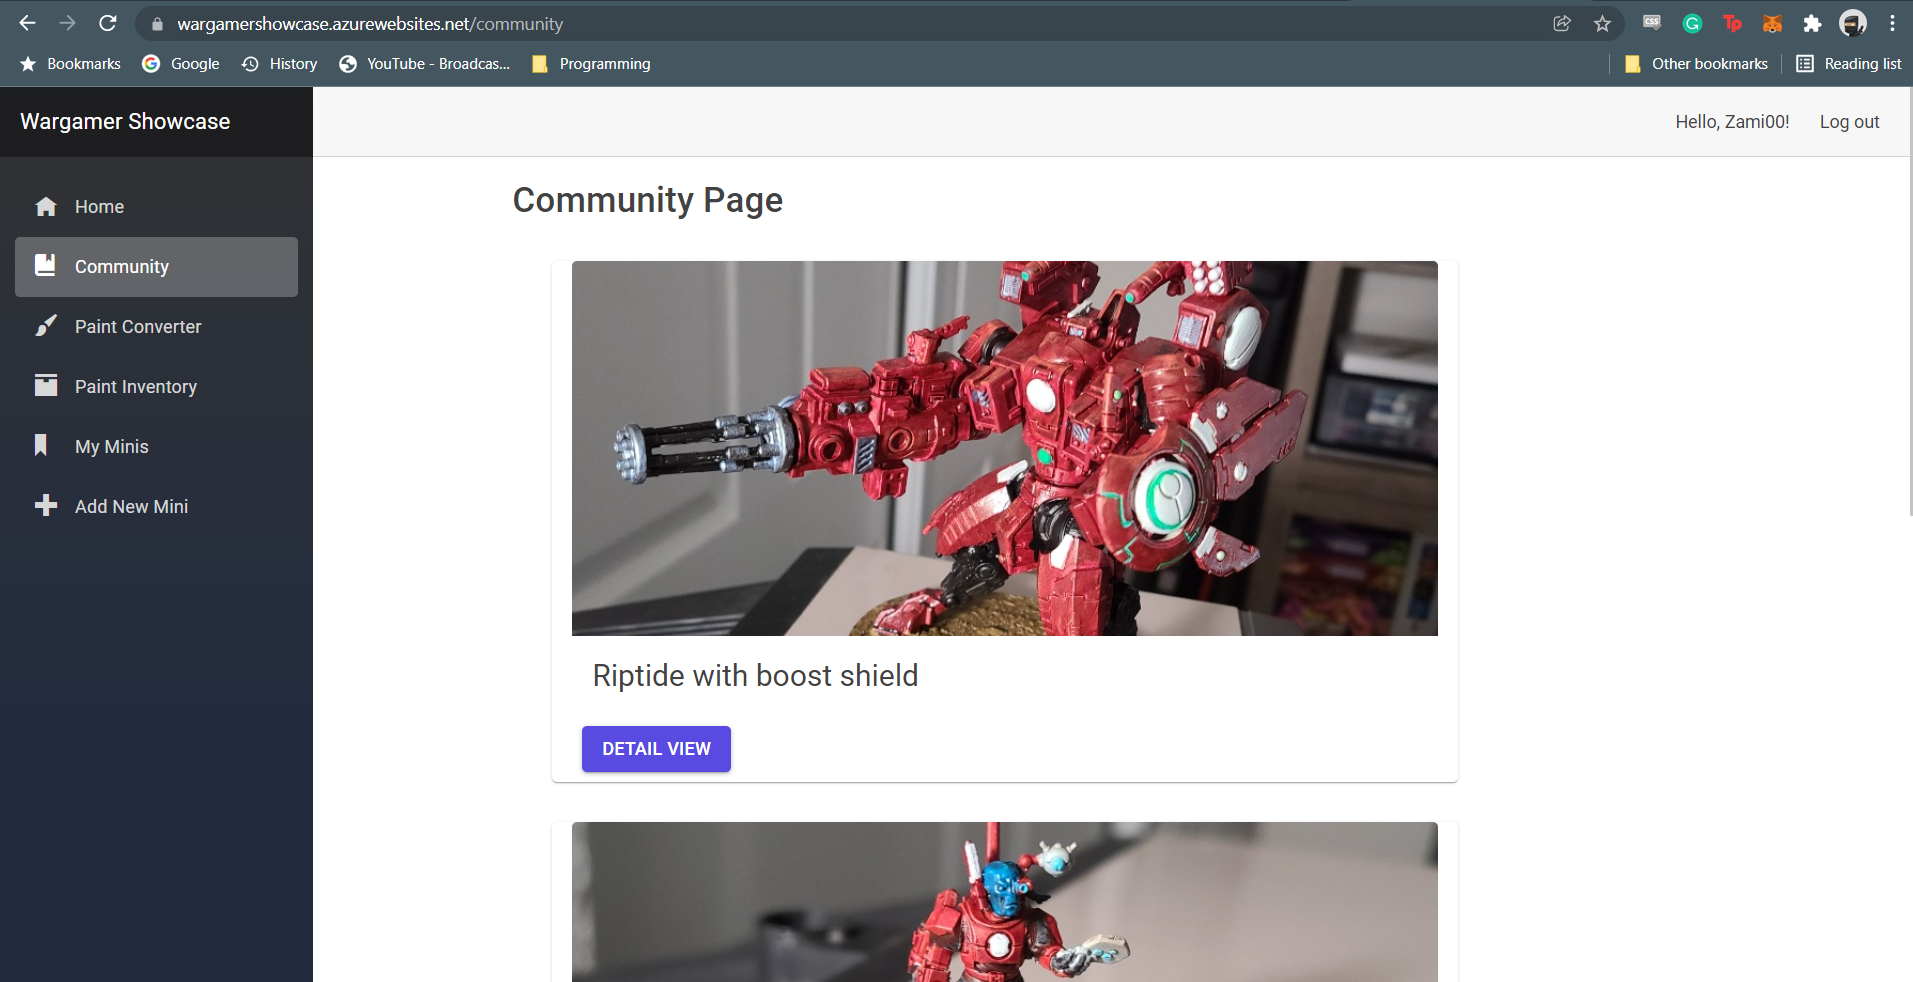 wargamershowcase.azurewebsites.net/community
CSS
Tp
Bookmarks
Google
History
YouTube - Broadcas...
Programming
Other bookmarks
Reading list
Wargamer Showcase
Hello, Zami00!
Log out
Home
Community
Paint Converter
Paint Inventory
My Minis
Add New Mini
Community Page
Riptide with boost shield
DETAIL VIEW